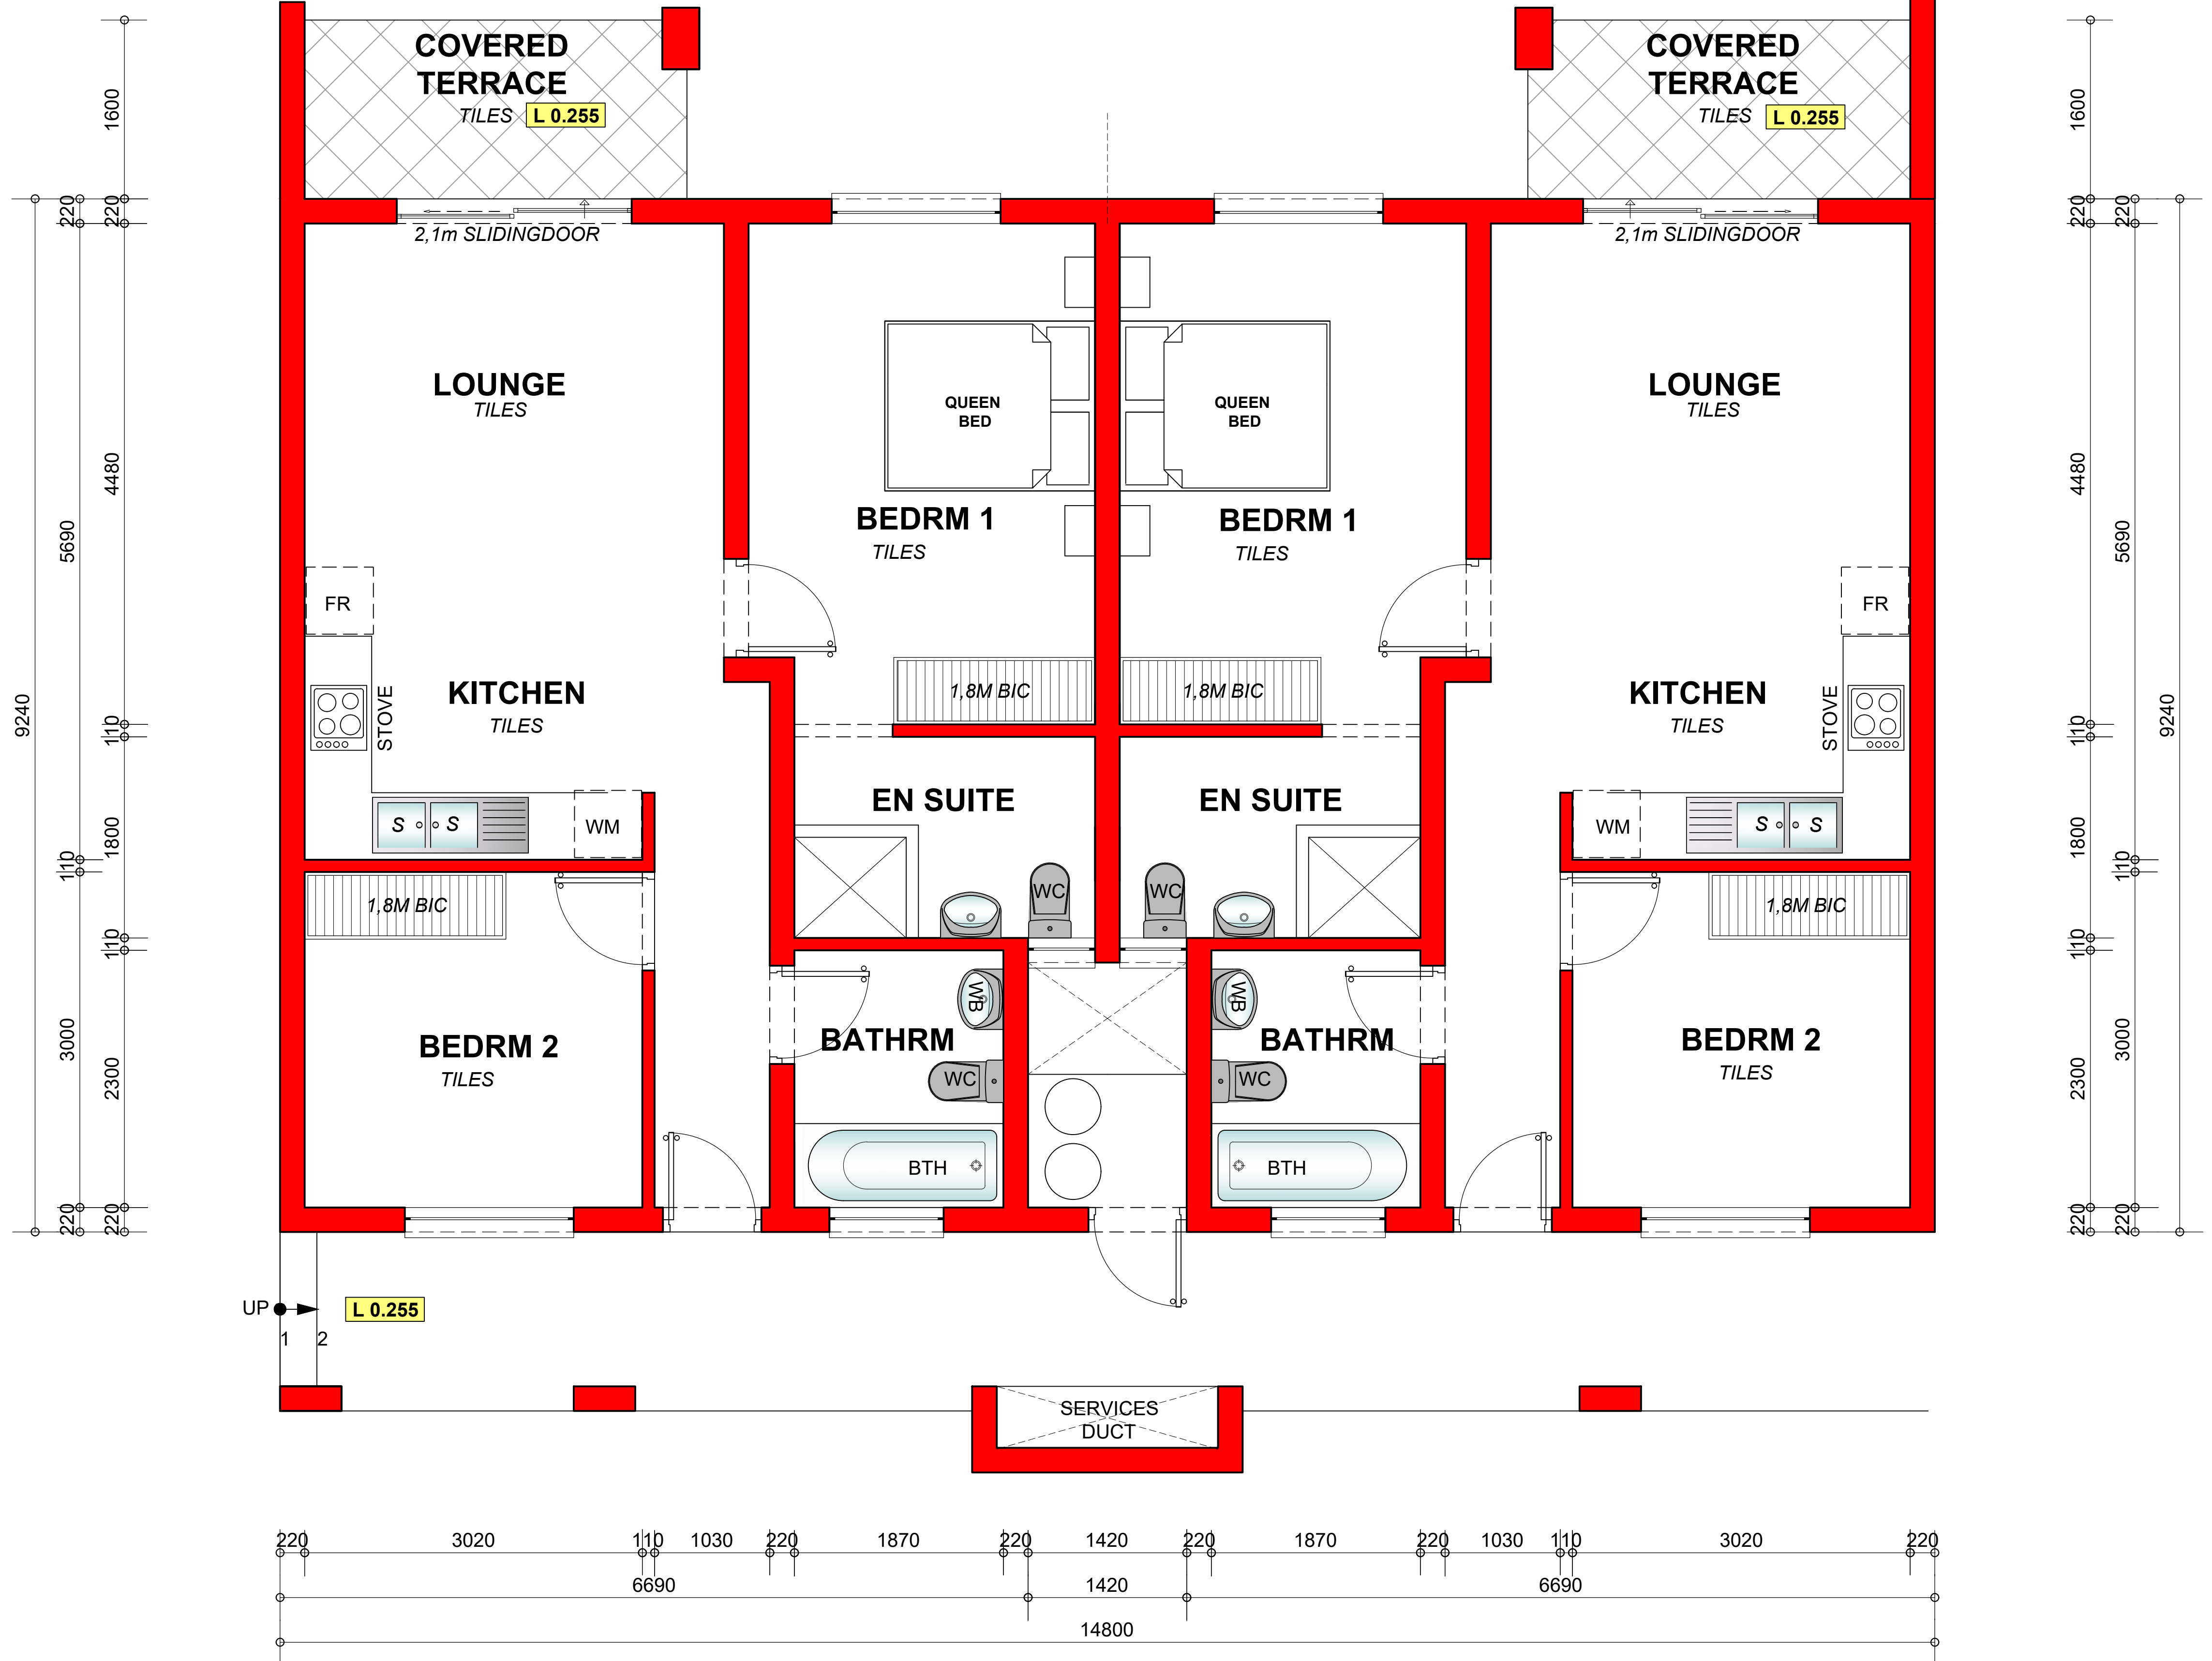 COVERED
TERRACE
TILES
L 0.255
COVERED
TERRACE
TILES
L 0.255
1600
1600
220
220
220
220
2,1m SLIDINGDOOR
2,1m SLIDINGDOOR
LOUNGE
TILES
QUEEN
BED
QUEEN
BED
LOUNGE
TILES
4480
4480
5690
5690
BEDRM 1
TILES
BEDRM 1
TILES
FR
FR
9240
9240
STOVE
KITCHEN
TILES
1,8M BIC
1,8M BIC
KITCHEN
TILES
STOVE
110
110
EN SUITE
EN SUITE
S
S
WM
WM
S
S
1800
1800
110
110
1,8M BIC
WC
WC
1,8M BIC
110
110
WB
WB
BEDRM 2
TILES
BATHRM
BATHRM
BEDRM 2
TILES
3000
3000
2300
2300
WC
WC
BTH
BTH
220
220
220
220
UP
1
2
L 0.255
SERVICES
DUCT
220
3020
110
1030
220
1870
220
1420
220
1870
220
1030
110
3020
220
6690
1420
6690
14800